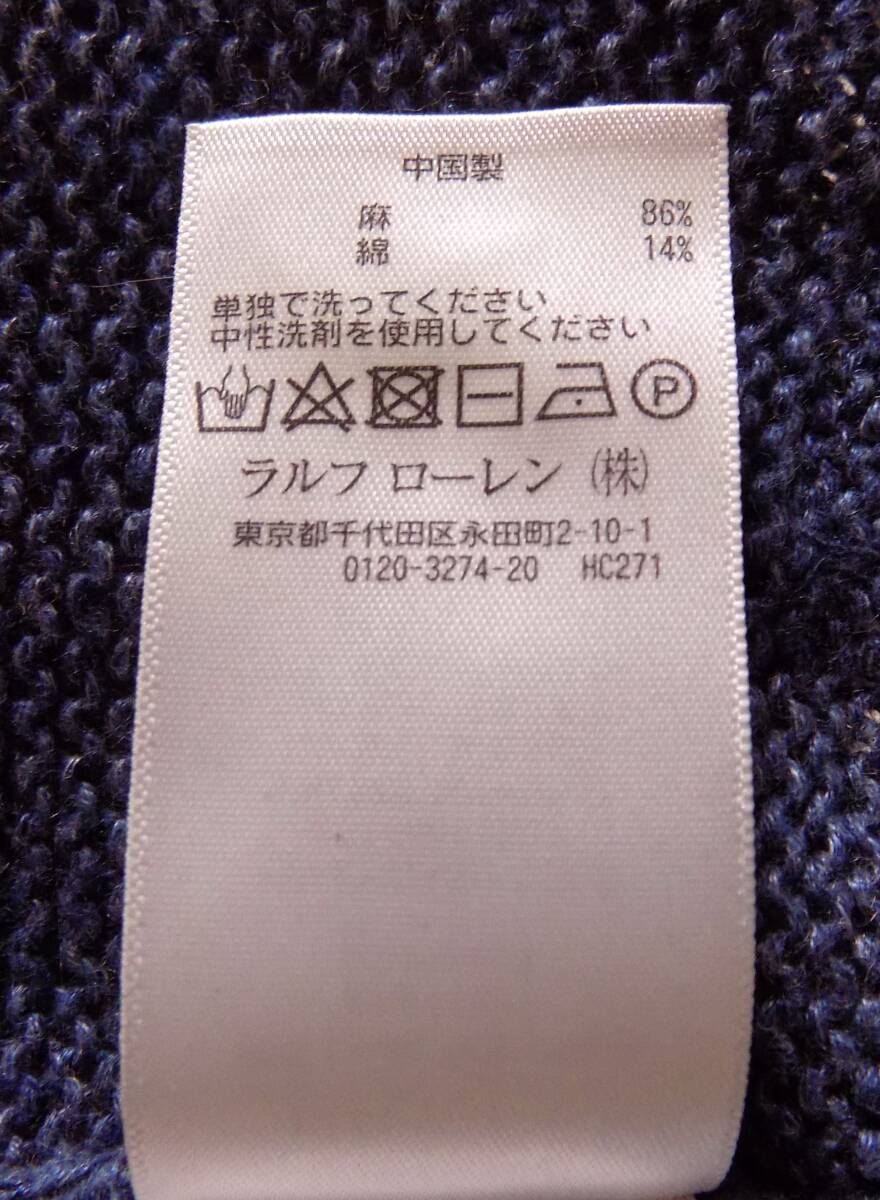 中国製
麻 86%
綿 14%
単独で洗ってください
中性洗剤を使用してください
P
ラルフ ローレン (株)
東京都千代田区永田町2-10-1
0120-3274-20 HC271